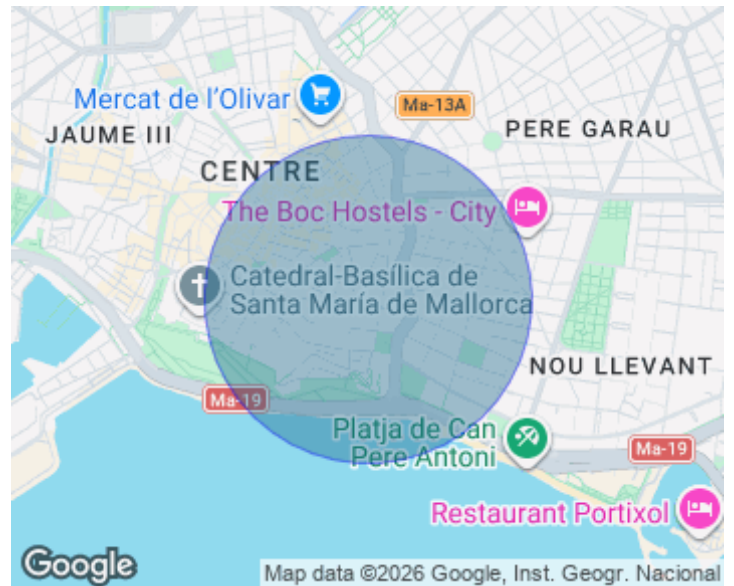 Mercat de l'Olivar
Ma-13A
JAUME III
PERE GARAU
CENTRE
The Boc Hostels - City
Catedral-Basílica de
Santa María de Mallorca
NOU LLEVANT
Ma-19
Platja de Can
Pere Antoni
Ma-19
Restaurant Portixol
Google
Map data ©2026 Google, Inst. Geogr. Nacional